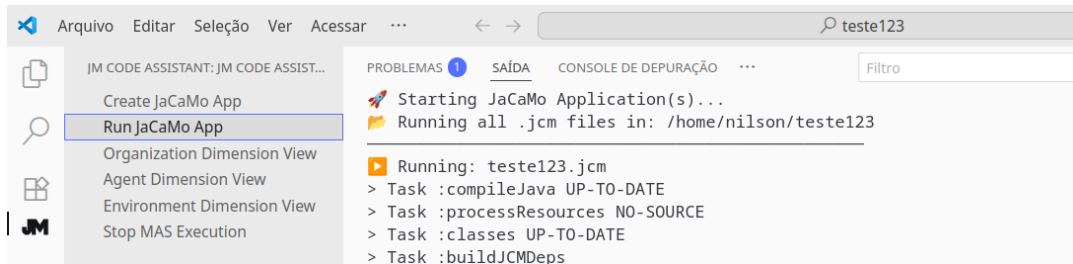 Arquivo Editar Seleção Ver Acessar ··· ← → teste123
JM CODE ASSISTANT: JM CODE ASSIST...
Create JaCaMo App
Run JaCaMo App
Organization Dimension View
Agent Dimension View
Environment Dimension View
Stop MAS Execution
JM
PROBLEMAS 1 SAÍDA CONSOLE DE DEPURAÇÃO ··· Filtro
🚀 Starting JaCaMo Application(s)...
📂 Running all .jcm files in: /home/nilson/teste123
▶️ Running: teste123.jcm
> Task :compileJava UP-TO-DATE
> Task :processResources NO-SOURCE
> Task :classes UP-TO-DATE
> Task :buildJCMDeps